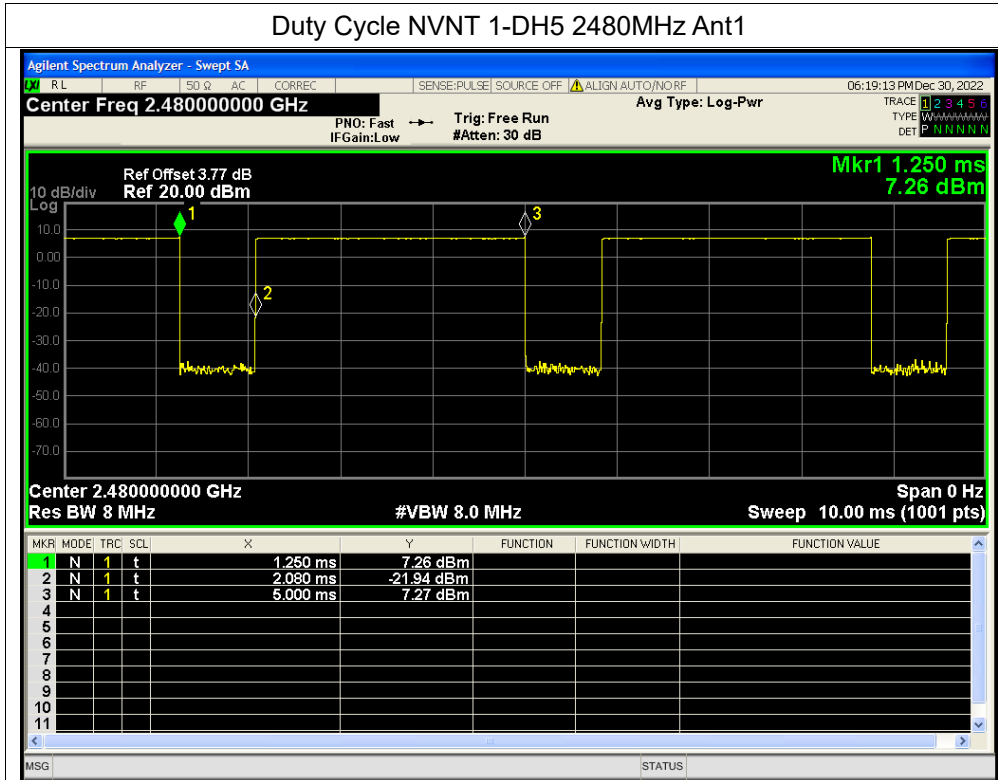 Duty Cycle NVNT 1-DH5 2480MHz Ant1
Agilent Spectrum Analyzer - Swept SA
LXI RL RF 50 Ω AC CORREC SENSE:PULSE SOURCE OFF ALIGN AUTO/NO RF 06:19:13 PM Dec 30, 2022
Center Freq 2.480000000 GHz Avg Type: Log-Pwr TRACE 1 2 3 4 5 6
PNO: Fast Trig: Free Run TYPE WWWWWW
IFGain:Low #Atten: 30 dB DET P N N N N N
Mkr1 1.250 ms
7.26 dBm
Ref Offset 3.77 dB
10 dB/div Ref 20.00 dBm
Log
1
3
10.0
0.00
-10.0
2
-20.0
-30.0
-40.0
-50.0
-60.0
-70.0
Center 2.480000000 GHz Span 0 Hz
Res BW 8 MHz #VBW 8.0 MHz Sweep 10.00 ms (1001 pts)
MKR MODE TRC SCL X Y FUNCTION FUNCTION WIDTH FUNCTION VALUE
1 N 1 t 1.250 ms 7.26 dBm
2 N 1 t 2.080 ms -21.94 dBm
3 N 1 t 5.000 ms 7.27 dBm
4
5
6
7
8
9
10
11
MSG STATUS